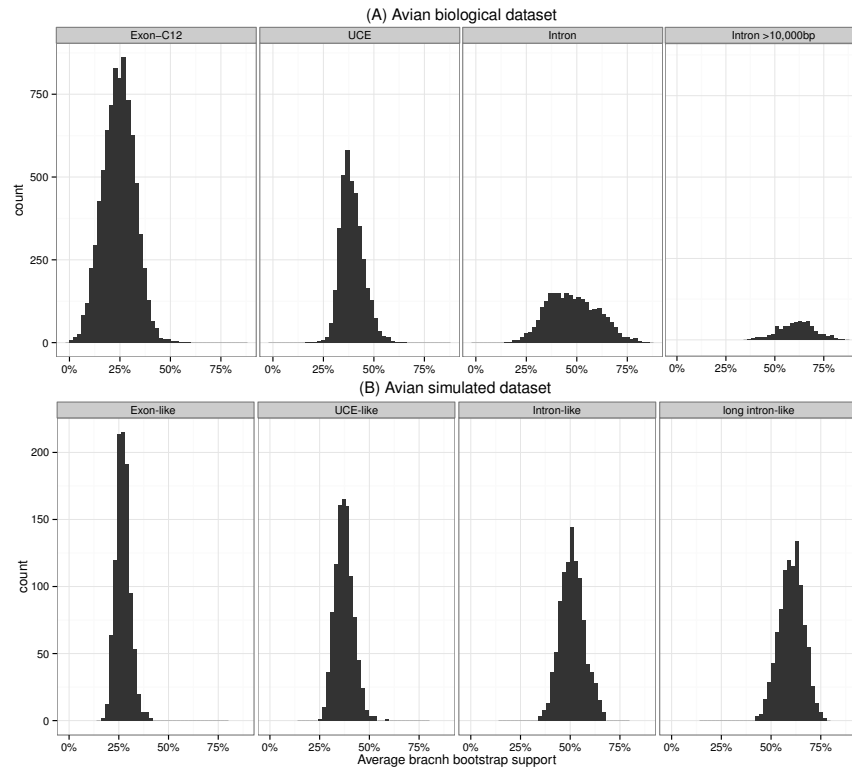 (A) Avian biological dataset
Exon−C12 UCE Intron Intron >10,000bp
750
500
250
0
count
0% 25% 50% 75% 0% 25% 50% 75% 0% 25% 50% 75% 0% 25% 50% 75%
(B) Avian simulated dataset
Exon−like UCE−like Intron−like long intron−like
200
150
100
50
0
count
0% 25% 50% 75% 0% 25% 50% 75% 0% 25% 50% 75% 0% 25% 50% 75%
Average bracnh bootstrap support